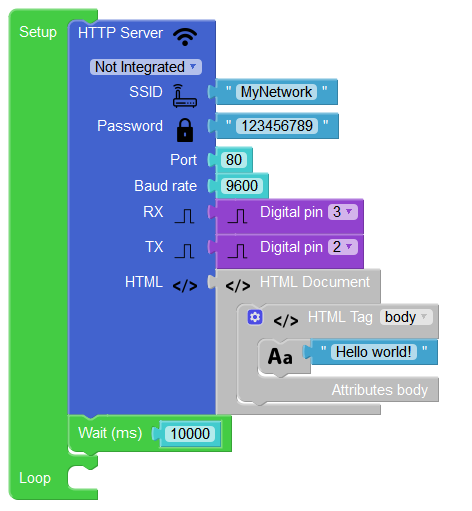 Setup
HTTP Server
Not Integrated
SSID " MyNetwork "
Password " 123456789 "
Port 80
Baud rate 9600
RX Digital pin 3
TX Digital pin 2
HTML </> </> HTML Document
</> HTML Tag body
Aa " Hello world! "
Attributes body
Wait (ms) 10000
Loop